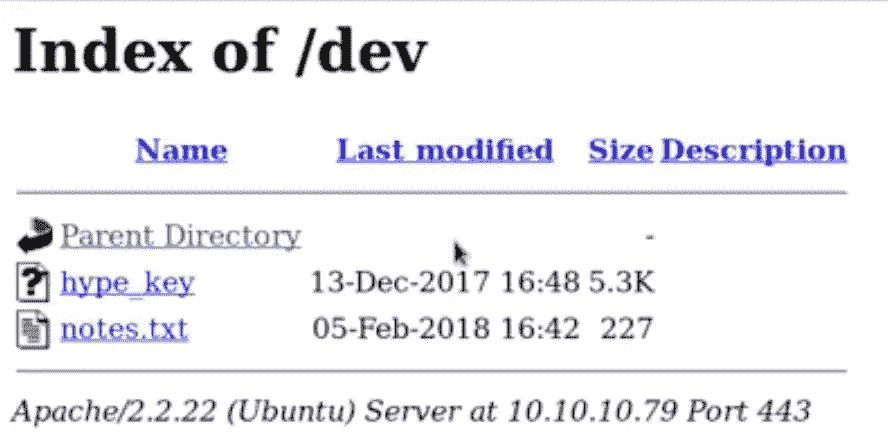 Index of /dev
Name Last modified Size Description
Parent Directory -
hype_key 13-Dec-2017 16:48 5.3K
notes.txt 05-Feb-2018 16:42 227
Apache/2.2.22 (Ubuntu) Server at 10.10.10.79 Port 443